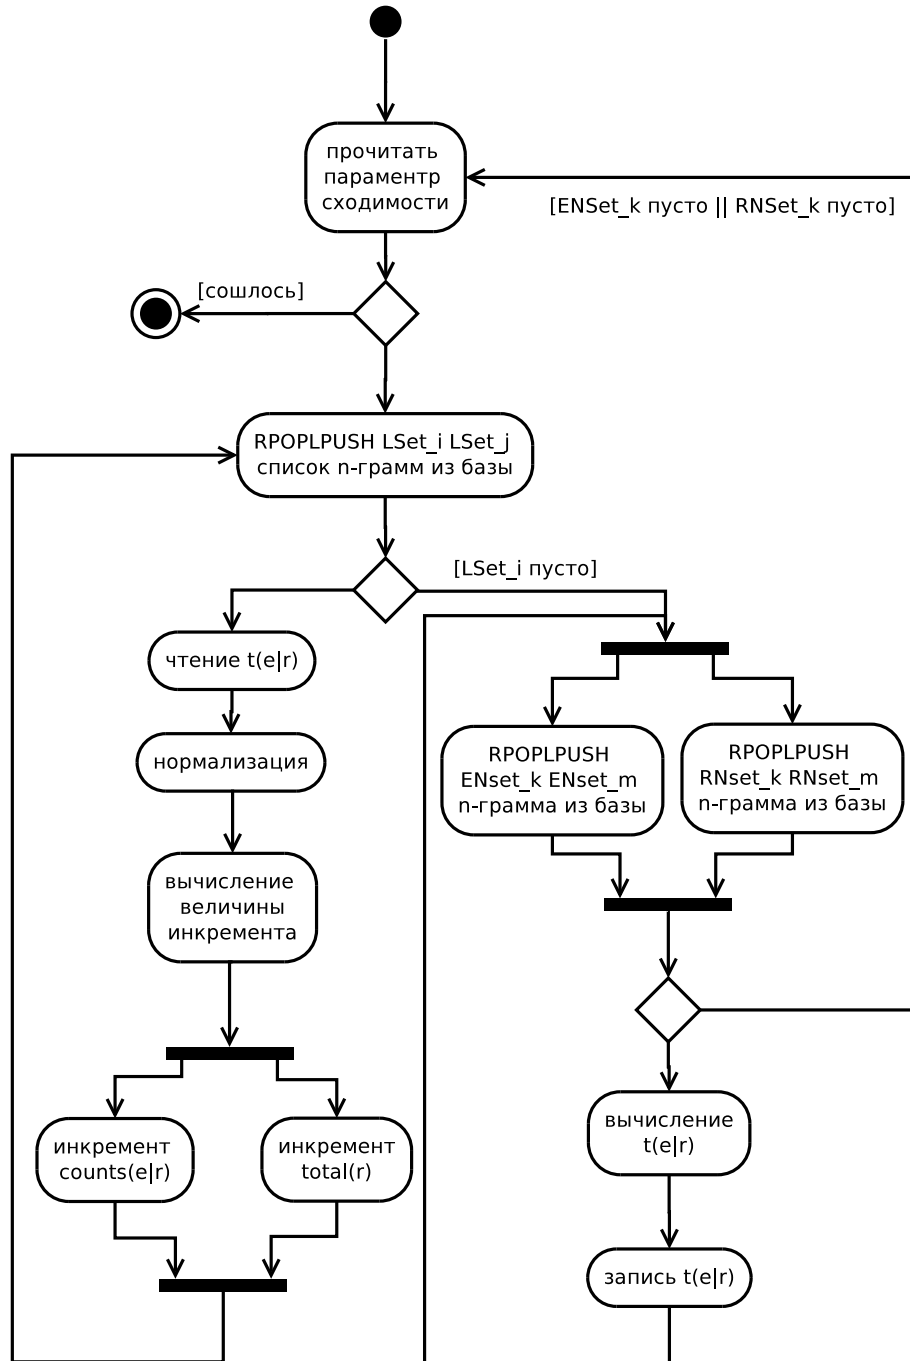 прочитать
параментр
сходимости
[ENSet_k пусто || RNSet_k пусто]
[сошлось]
RPOPLPUSH LSet_i LSet_j
список n-грамм из базы
[LSet_i пусто]
чтение t(e|r)
нормализация
RPOPLPUSH
ENset_k ENset_m
n-грамма из базы
RPOPLPUSH
RNset_k RNset_m
n-грамма из базы
вычисление
величины
инкремента
инкремент
counts(e|r)
инкремент
total(r)
вычисление
t(e|r)
запись t(e|r)